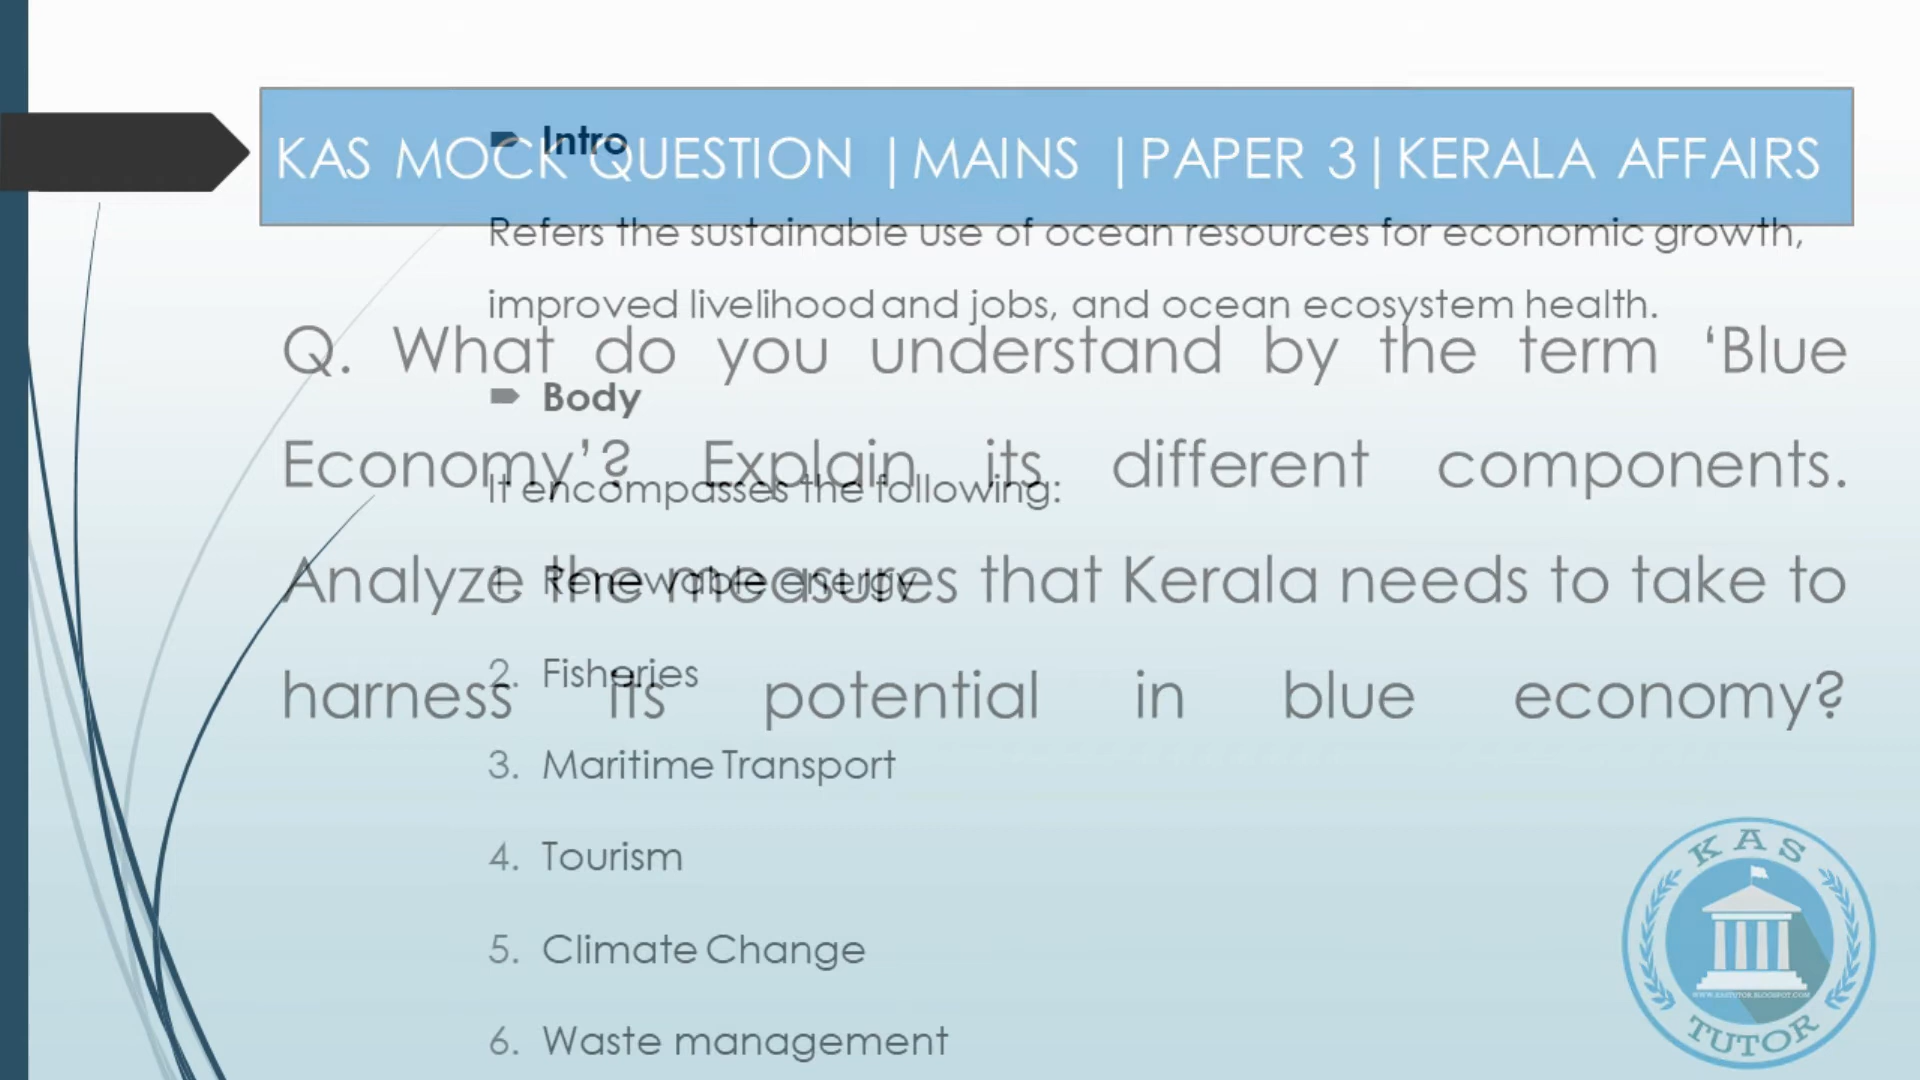 KAS MOCK QUESTION |MAINS |PAPER 3|KERALA AFFAIRS
Q. What do you understand by the term ‘Blue
Economy’? Explain its different components.
Analyze the measures that Kerala needs to take to
harness its potential in blue economy?
Intro
Refers the sustainable use of ocean resources for economic growth,
improved livelihood and jobs, and ocean ecosystem health.
Body
It encompasses the following:
1. Renewable energy
2. Fisheries
3. Maritime Transport
4. Tourism
5. Climate Change
6. Waste management
KAS
WWW.KASTUTOR.BLOGSPOT.COM
TUTOR